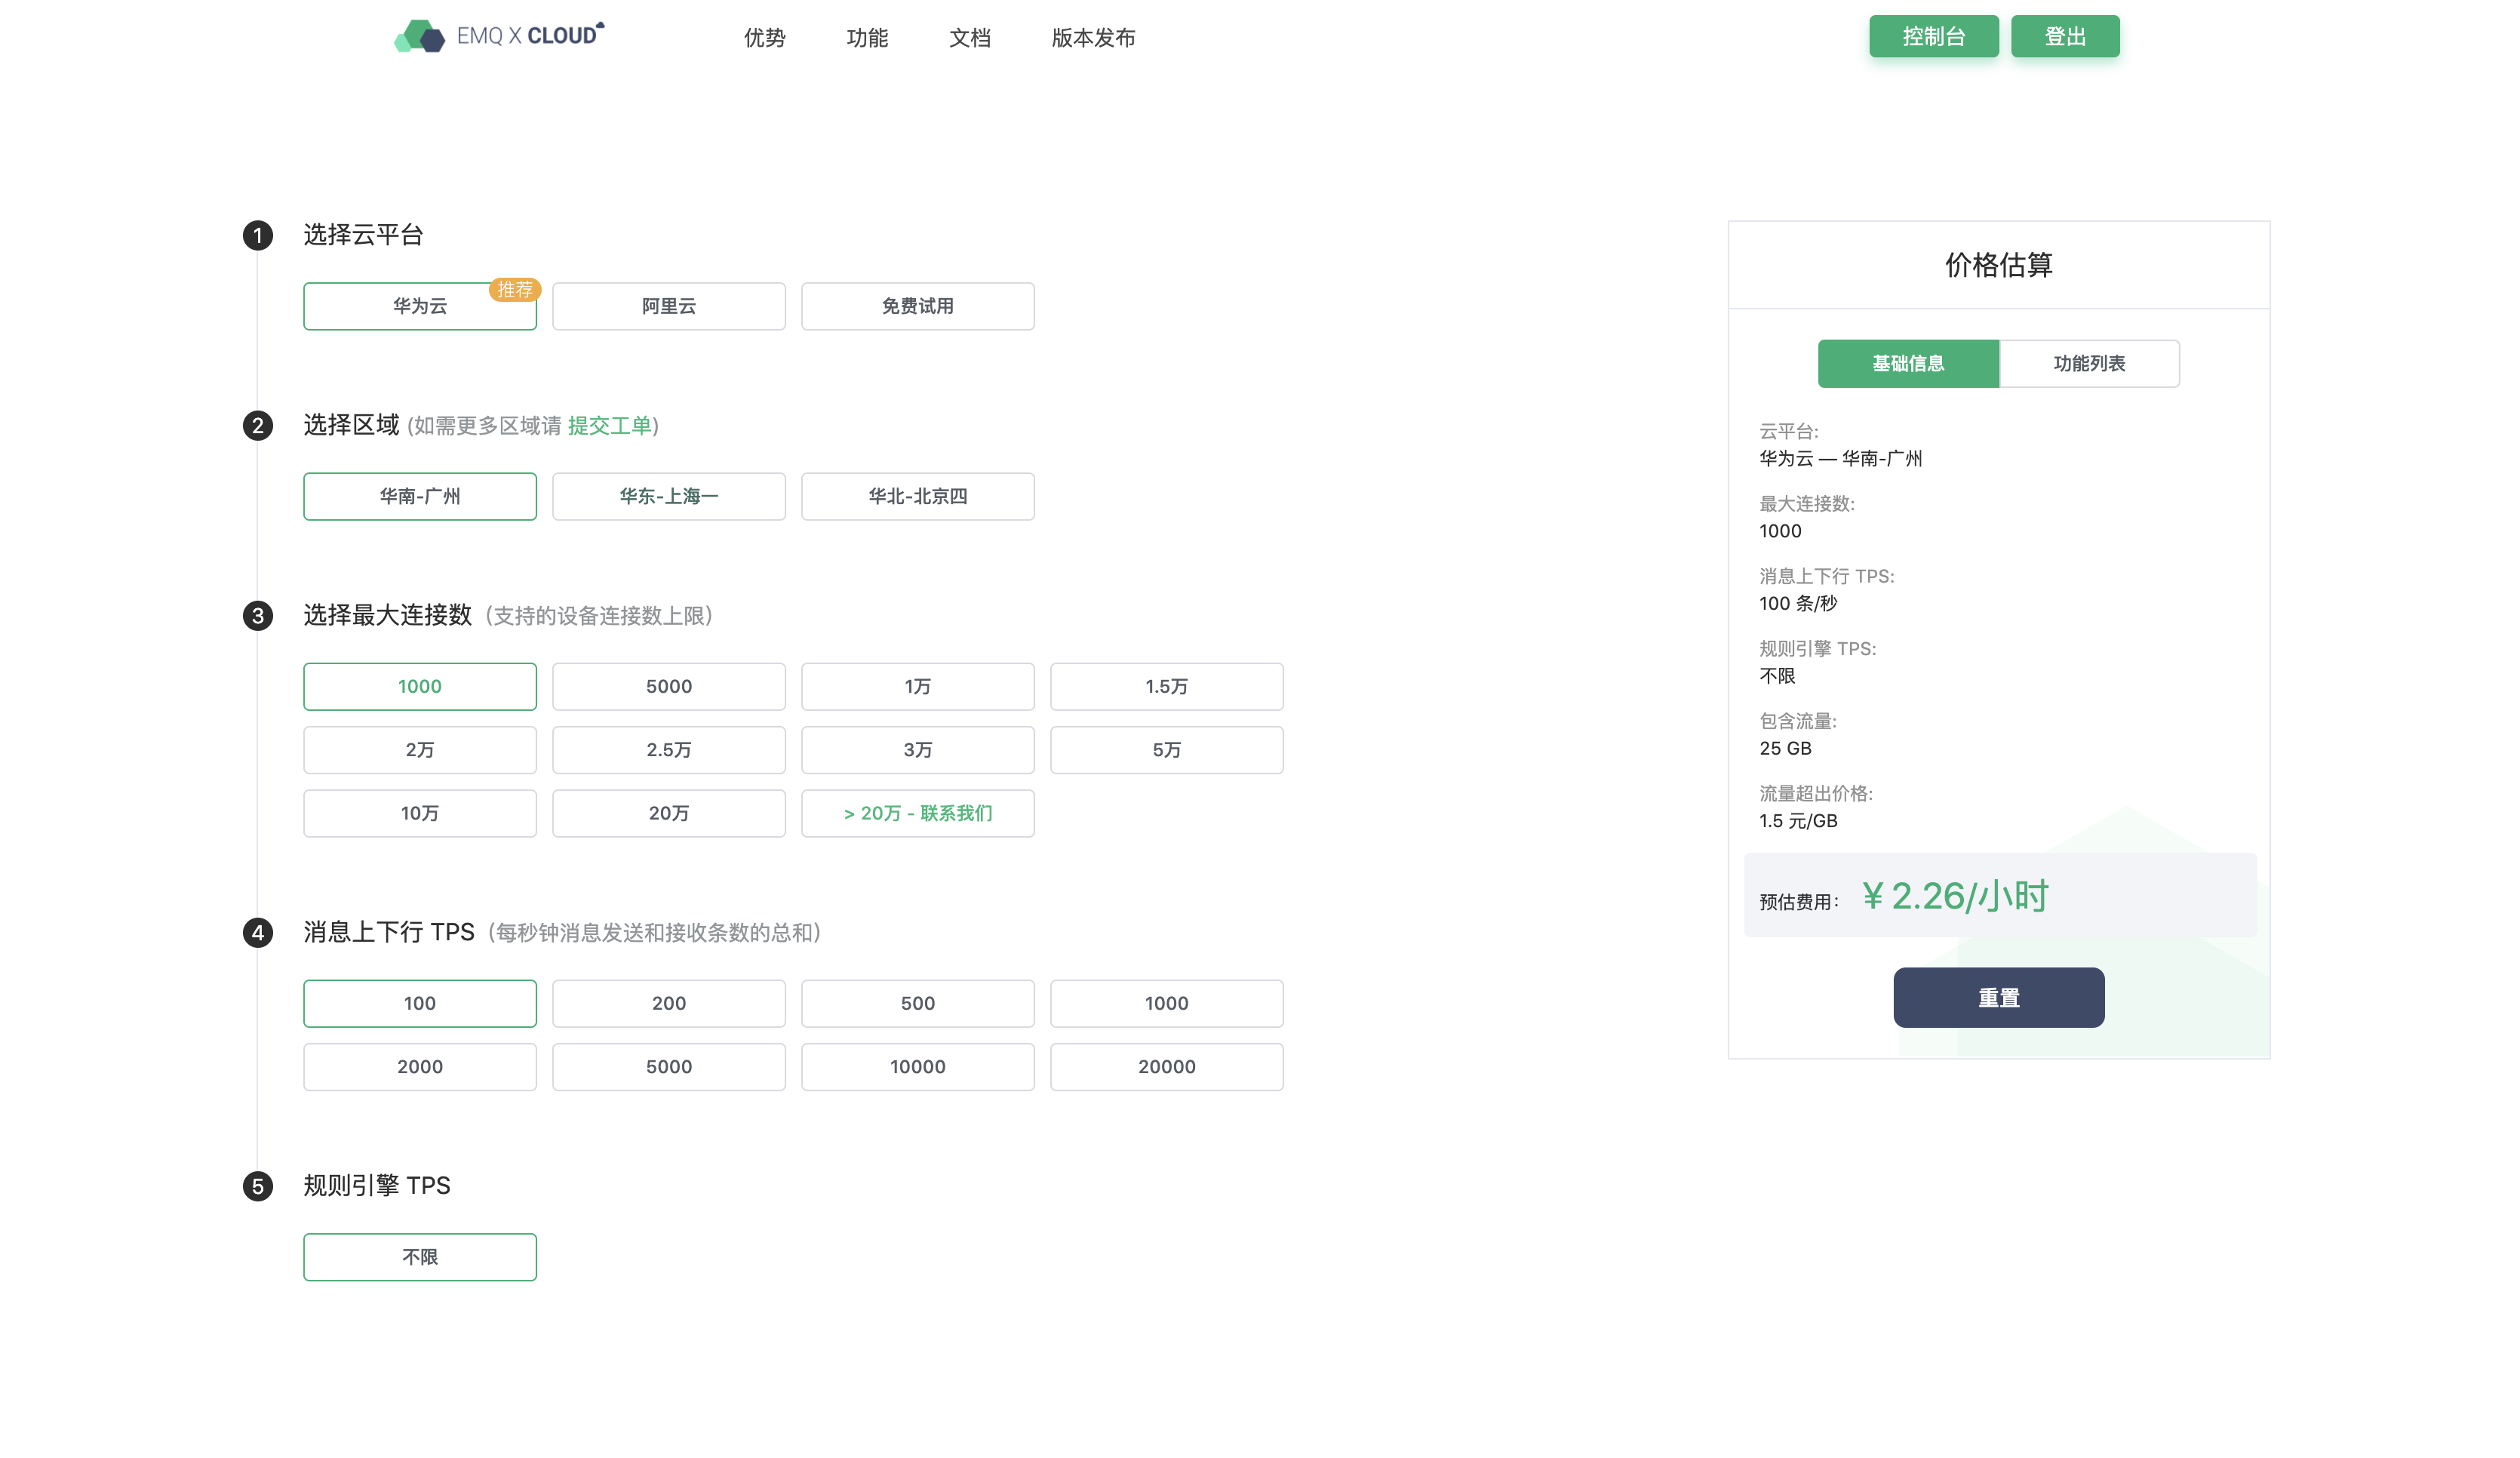 EMQ X CLOUD
优势
功能
文档
版本发布
控制台
登出
1 选择云平台
华为云
推荐
阿里云
免费试用
2 选择区域 (如需更多区域请 提交工单)
华南-广州
华东-上海一
华北-北京四
3 选择最大连接数（支持的设备连接数上限）
1000
5000
1万
1.5万
2万
2.5万
3万
5万
10万
20万
> 20万 - 联系我们
4 消息上下行 TPS（每秒钟消息发送和接收条数的总和）
100
200
500
1000
2000
5000
10000
20000
5 规则引擎 TPS
不限
价格估算
基础信息
功能列表
云平台:
华为云 — 华南-广州
最大连接数:
1000
消息上下行 TPS:
100 条/秒
规则引擎 TPS:
不限
包含流量:
25 GB
流量超出价格:
1.5 元/GB
预估费用： ¥ 2.26/小时
重置